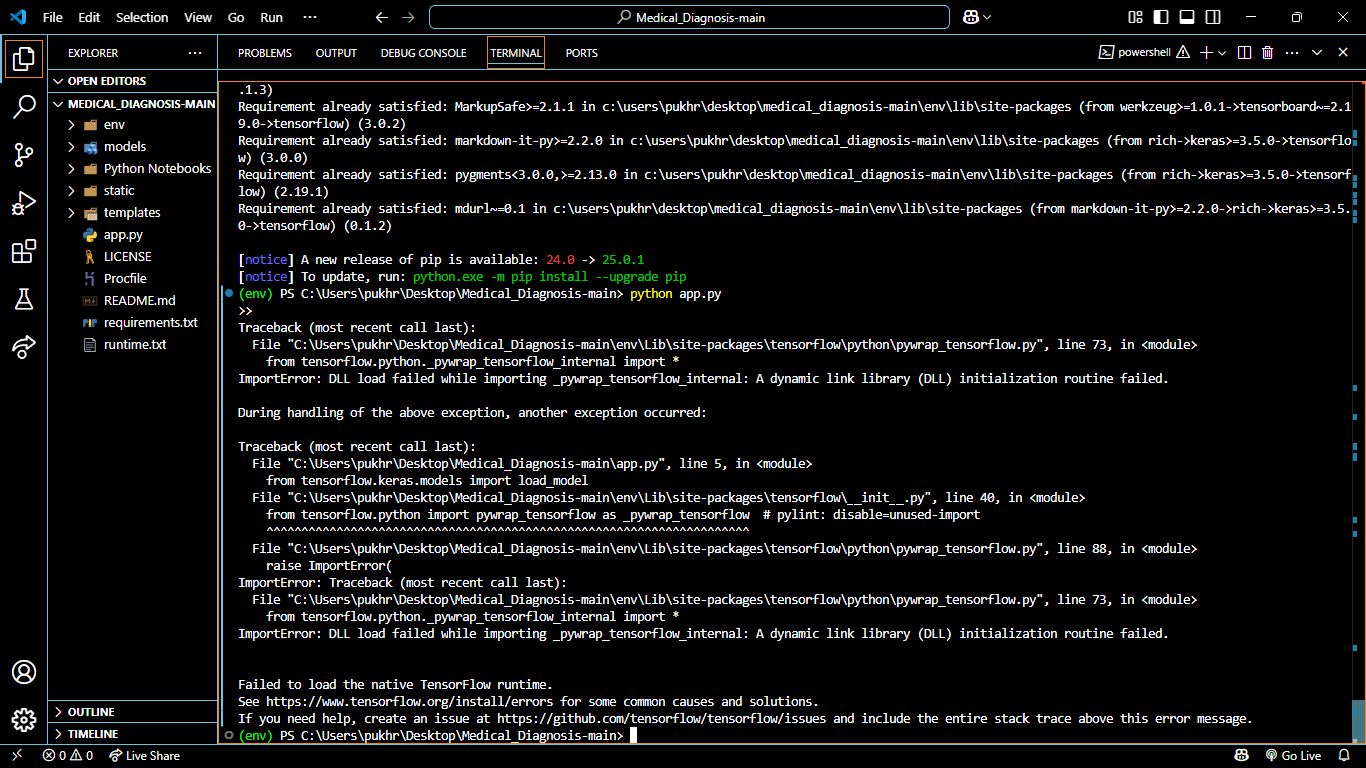 File Edit Selection View Go Run ···
Medical_Diagnosis-main
EXPLORER ···
OPEN EDITORS
MEDICAL_DIAGNOSIS-MAIN
env
models
Python Notebooks
static
templates
app.py
LICENSE
Procfile
README.md
requirements.txt
runtime.txt
OUTLINE
TIMELINE
PROBLEMS OUTPUT DEBUG CONSOLE TERMINAL PORTS
powershell
.1.3)
Requirement already satisfied: MarkupSafe>=2.1.1 in c:\users\pukhr\desktop\medical_diagnosis-main\env\lib\site-packages (from werkzeug>=1.0.1->tensorboard~=2.1
9.0->tensorflow) (3.0.2)
Requirement already satisfied: markdown-it-py>=2.2.0 in c:\users\pukhr\desktop\medical_diagnosis-main\env\lib\site-packages (from rich->keras>=3.5.0->tensorflo
w) (3.0.0)
Requirement already satisfied: pygments<3.0.0,>=2.13.0 in c:\users\pukhr\desktop\medical_diagnosis-main\env\lib\site-packages (from rich->keras>=3.5.0->tensorf
low) (2.19.1)
Requirement already satisfied: mdurl~=0.1 in c:\users\pukhr\desktop\medical_diagnosis-main\env\lib\site-packages (from markdown-it-py>=2.2.0->rich->keras>=3.5.
0->tensorflow) (0.1.2)
[notice] A new release of pip is available: 24.0 -> 25.0.1
[notice] To update, run: python.exe -m pip install --upgrade pip
(env) PS C:\Users\pukhr\Desktop\Medical_Diagnosis-main> python app.py
>>
Traceback (most recent call last):
  File "C:\Users\pukhr\Desktop\Medical_Diagnosis-main\env\Lib\site-packages\tensorflow\python\pywrap_tensorflow.py", line 73, in <module>
    from tensorflow.python._pywrap_tensorflow_internal import *
ImportError: DLL load failed while importing _pywrap_tensorflow_internal: A dynamic link library (DLL) initialization routine failed.
During handling of the above exception, another exception occurred:
Traceback (most recent call last):
  File "C:\Users\pukhr\Desktop\Medical_Diagnosis-main\app.py", line 5, in <module>
    from tensorflow.keras.models import load_model
  File "C:\Users\pukhr\Desktop\Medical_Diagnosis-main\env\Lib\site-packages\tensorflow\__init__.py", line 40, in <module>
    from tensorflow.python import pywrap_tensorflow as _pywrap_tensorflow  # pylint: disable=unused-import
    ^^^^^^^^^^^^^^^^^^^^^^^^^^^^^^^^^^^^^^^^^^^^^^^^^^^^^^^^^^^^^^^^^^^^^
  File "C:\Users\pukhr\Desktop\Medical_Diagnosis-main\env\Lib\site-packages\tensorflow\python\pywrap_tensorflow.py", line 88, in <module>
    raise ImportError(
ImportError: Traceback (most recent call last):
  File "C:\Users\pukhr\Desktop\Medical_Diagnosis-main\env\Lib\site-packages\tensorflow\python\pywrap_tensorflow.py", line 73, in <module>
    from tensorflow.python._pywrap_tensorflow_internal import *
ImportError: DLL load failed while importing _pywrap_tensorflow_internal: A dynamic link library (DLL) initialization routine failed.
Failed to load the native TensorFlow runtime.
See https://www.tensorflow.org/install/errors for some common causes and solutions.
If you need help, create an issue at https://github.com/tensorflow/tensorflow/issues and include the entire stack trace above this error message.
(env) PS C:\Users\pukhr\Desktop\Medical_Diagnosis-main>
0 0 Live Share
Go Live